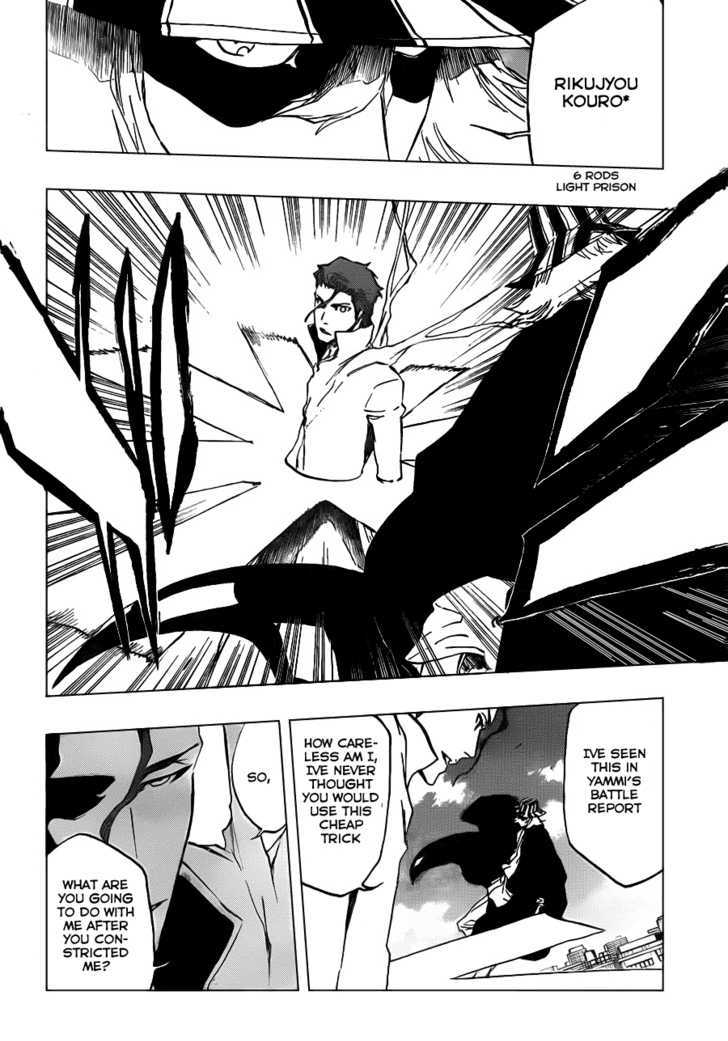 RIKUJYOU
KOURO*
6 RODS
LIGHT PRISON
IVE SEEN
THIS IN
YAMMI'S
BATTLE
REPORT
HOW CARE-
LESS AM I,
IVE NEVER
THOUGHT
YOU WOULD
USE THIS
CHEAP
TRICK
SO,
WHAT ARE
YOU GOING
TO DO WITH
ME AFTER
YOU CON-
STRICTED
ME?